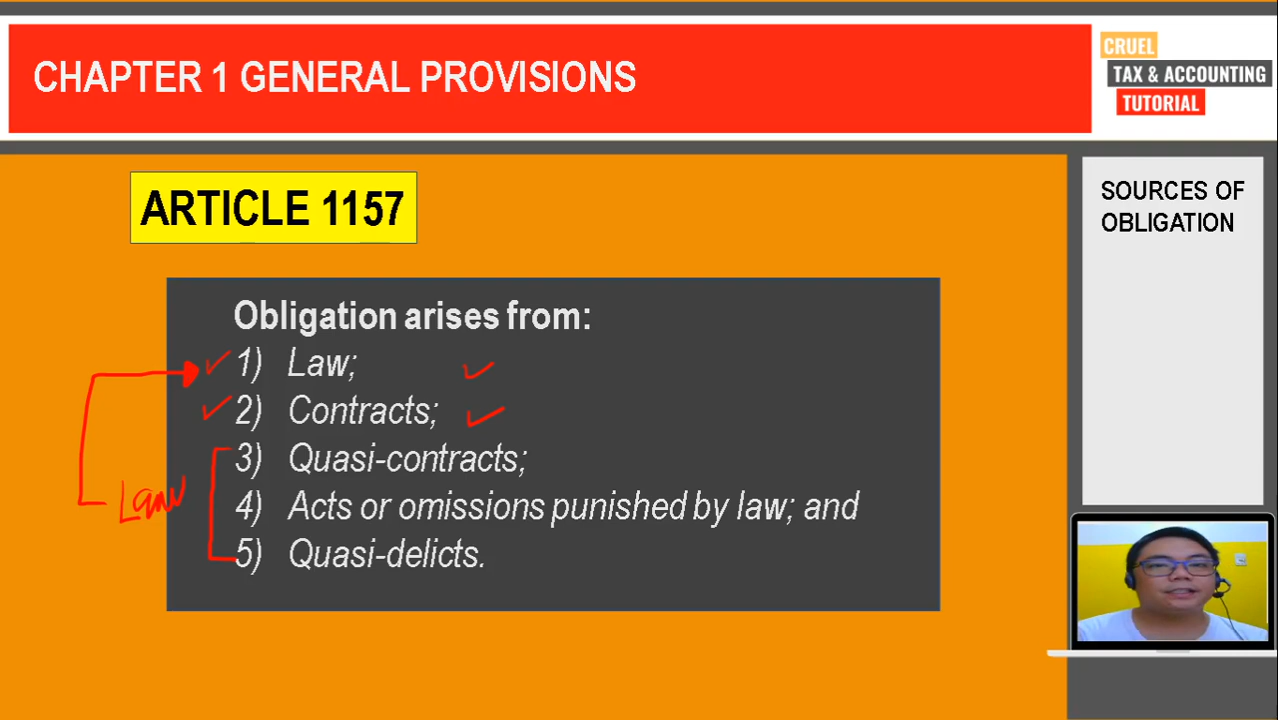 CHAPTER 1 GENERAL PROVISIONS
CRUEL
TAX & ACCOUNTING
TUTORIAL
ARTICLE 1157
SOURCES OF
OBLIGATION
Obligation arises from:
1) Law;
2) Contracts;
3) Quasi-contracts;
Law
4) Acts or omissions punished by law; and
5) Quasi-delicts.